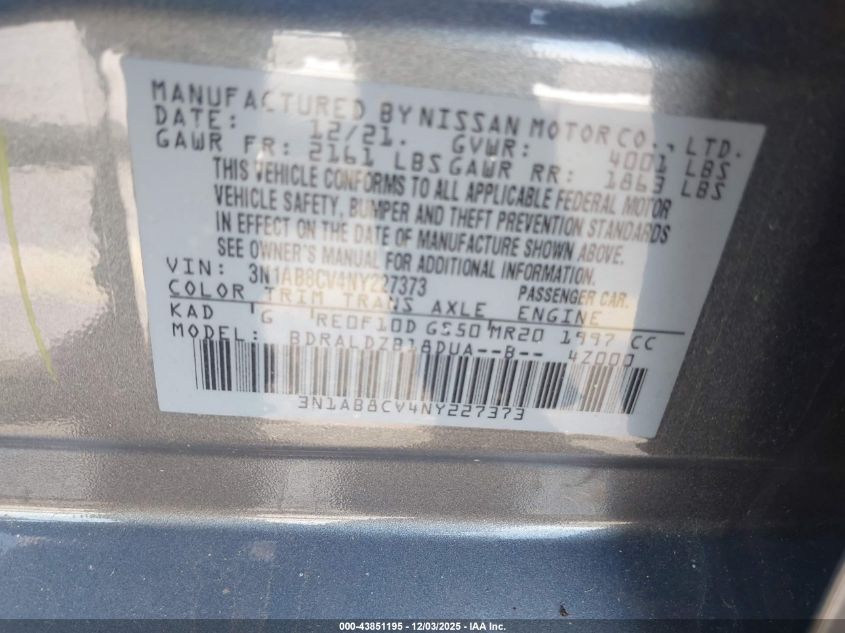 MANUFACTURED BY NISSAN MOTOR CO., LTD.
DATE: 12/21. GVWR: 4001 LBS
GAWR FR: 2161 LBS GAWR RR: 1863 LBS
THIS VEHICLE CONFORMS TO ALL APPLICABLE FEDERAL MOTOR
VEHICLE SAFETY, BUMPER AND THEFT PREVENTION STANDARDS
IN EFFECT ON THE DATE OF MANUFACTURE SHOWN ABOVE.
SEE OWNER'S MANUAL FOR ADDITIONAL INFORMATION.
VIN: 3N1AB8CV4NY227373 PASSENGER CAR.
COLOR TRIM TRANS AXLE ENGINE
KAD G RE0F10D GS50 MR20 1997 CC
MODEL: BDRALDZB18DUA--B-- 4Z000
3N1AB8CV4NY227373
000-43851195 - 12/03/2025 - IAA Inc.